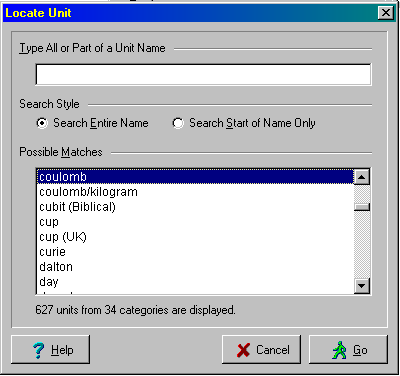 Locate Unit
Type All or Part of a Unit Name
Search Style
Search Entire Name
Search Start of Name Only
Possible Matches
coulomb
coulomb/kilogram
cubit (Biblical)
cup
cup (UK)
curie
dalton
day
627 units from 34 categories are displayed.
Help
Cancel
Go